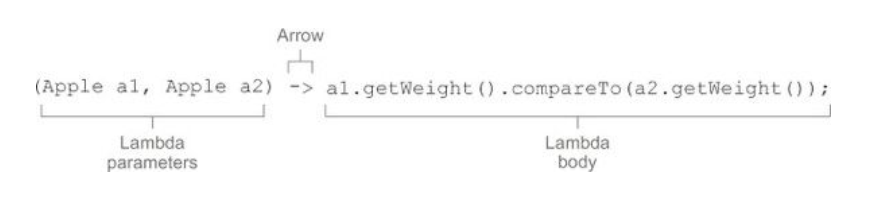 Arrow
(Apple a1, Apple a2) -> a1.getWeight().compareTo(a2.getWeight());
Lambda
parameters
Lambda
body